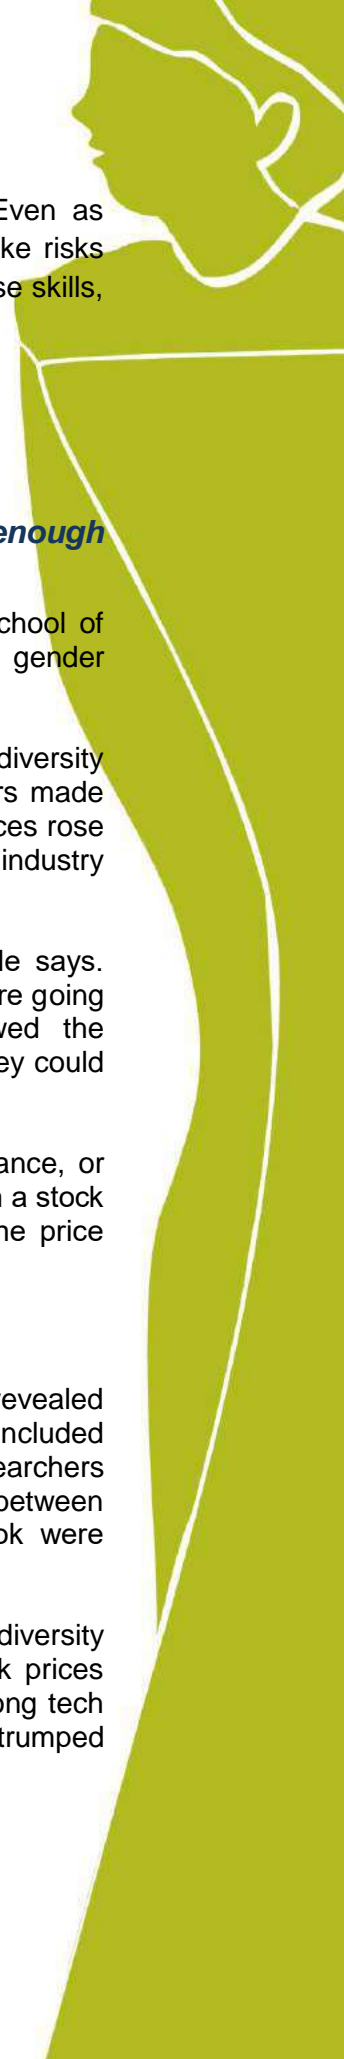 Even as
ke risks
se skills,
enough
chool of
gender
diversity
rs made
ces rose
industry
le says.
re going
wed the
ey could
ance, or
a stock
he price
revealed
included
earchers
between
ok were
diversity
k prices
ong tech
trumped